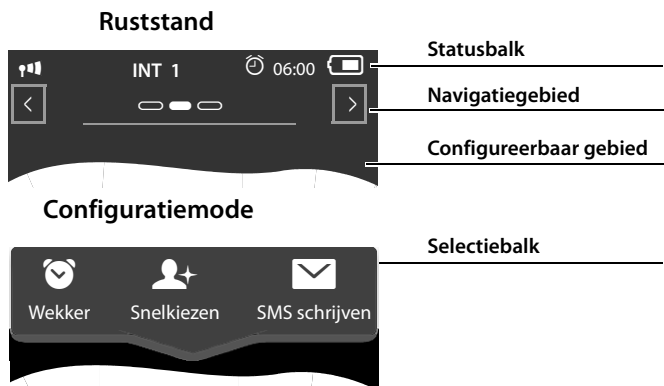 Ruststand
INT 1 06:00
Statusbalk
Navigatiegebied
Configureerbaar gebied
Configuratiemode
Selectiebalk
Wekker Snelkiezen SMS schrijven